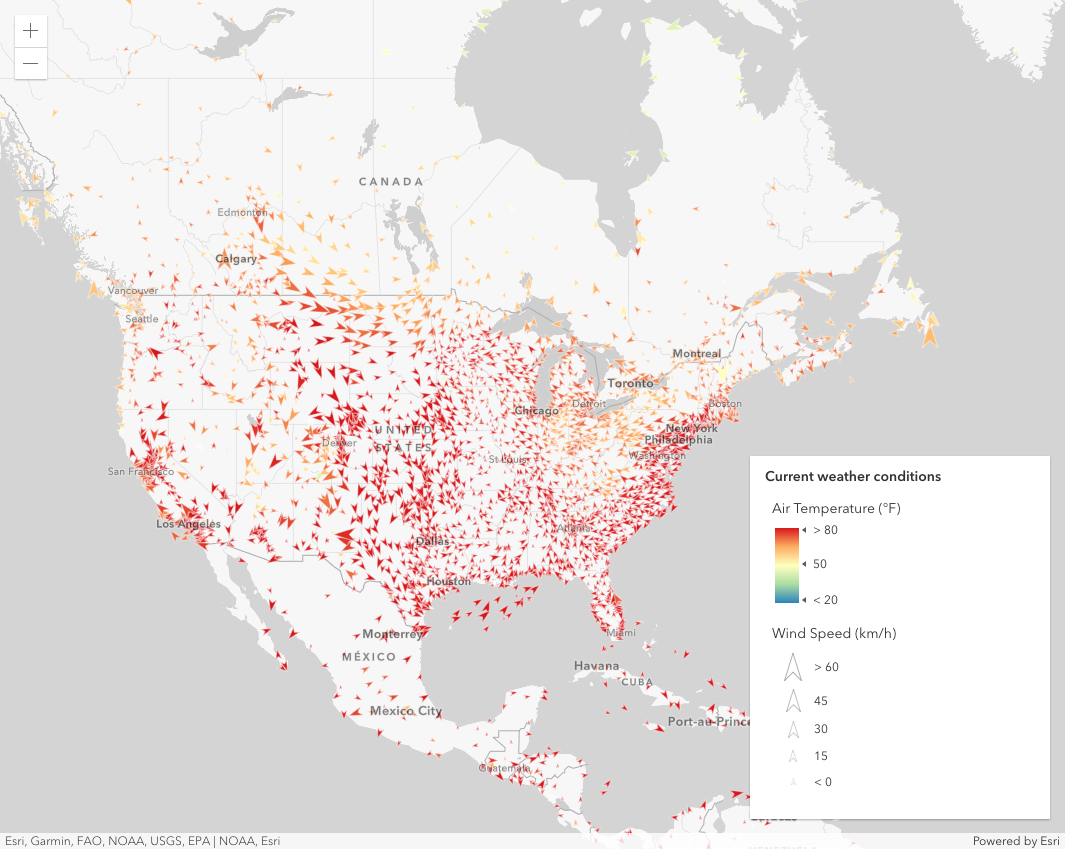 +
−
CANADA
Edmonton
Calgary
Vancouver
Seattle
Montreal
Toronto
Boston
Detroit
Chicago
New York
Philadelphia
UNITED
STATES
Denver
St Louis
Washington
San Francisco
Los Angeles
Atlanta
Dallas
Houston
Monterrey
Miami
MÉXICO
Havana
CUBA
Mexico City
Port-au-Prince
Guatemala
Current weather conditions
Air Temperature (°F)
> 80
50
< 20
Wind Speed (km/h)
> 60
45
30
15
< 0
Esri, Garmin, FAO, NOAA, USGS, EPA | NOAA, Esri
Powered by Esri